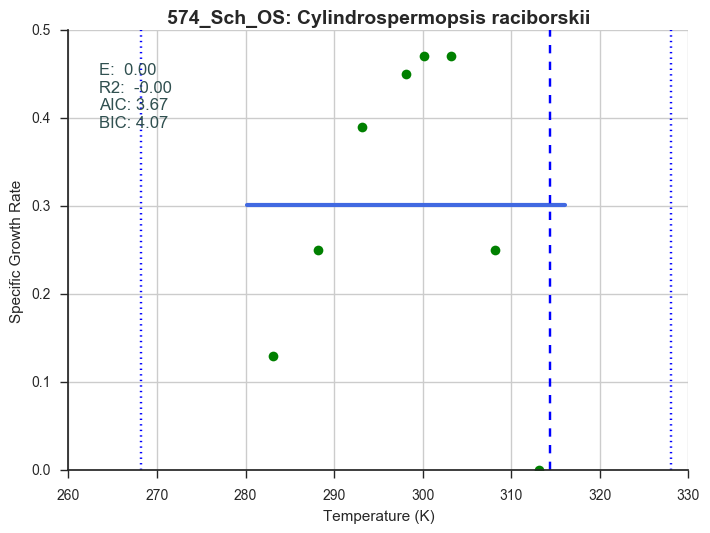 574_Sch_OS: Cylindrospermopsis raciborskii
E: 0.00
R2: -0.00
AIC: 3.67
BIC: 4.07
0.5
0.4
0.3
0.2
0.1
0.0
Specific Growth Rate
260 270 280 290 300 310 320 330
Temperature (K)